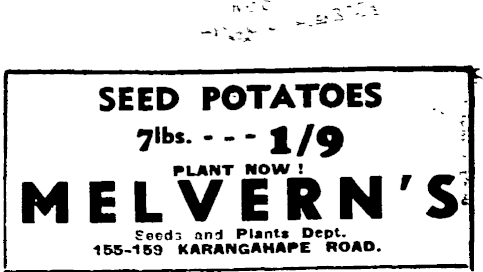 SEED POTATOES
7lbs. - - - 1/9
PLANT NOW !
MELVERN'S
Seeds and Plants Dept.
155-159 KARANGAHAPE ROAD.